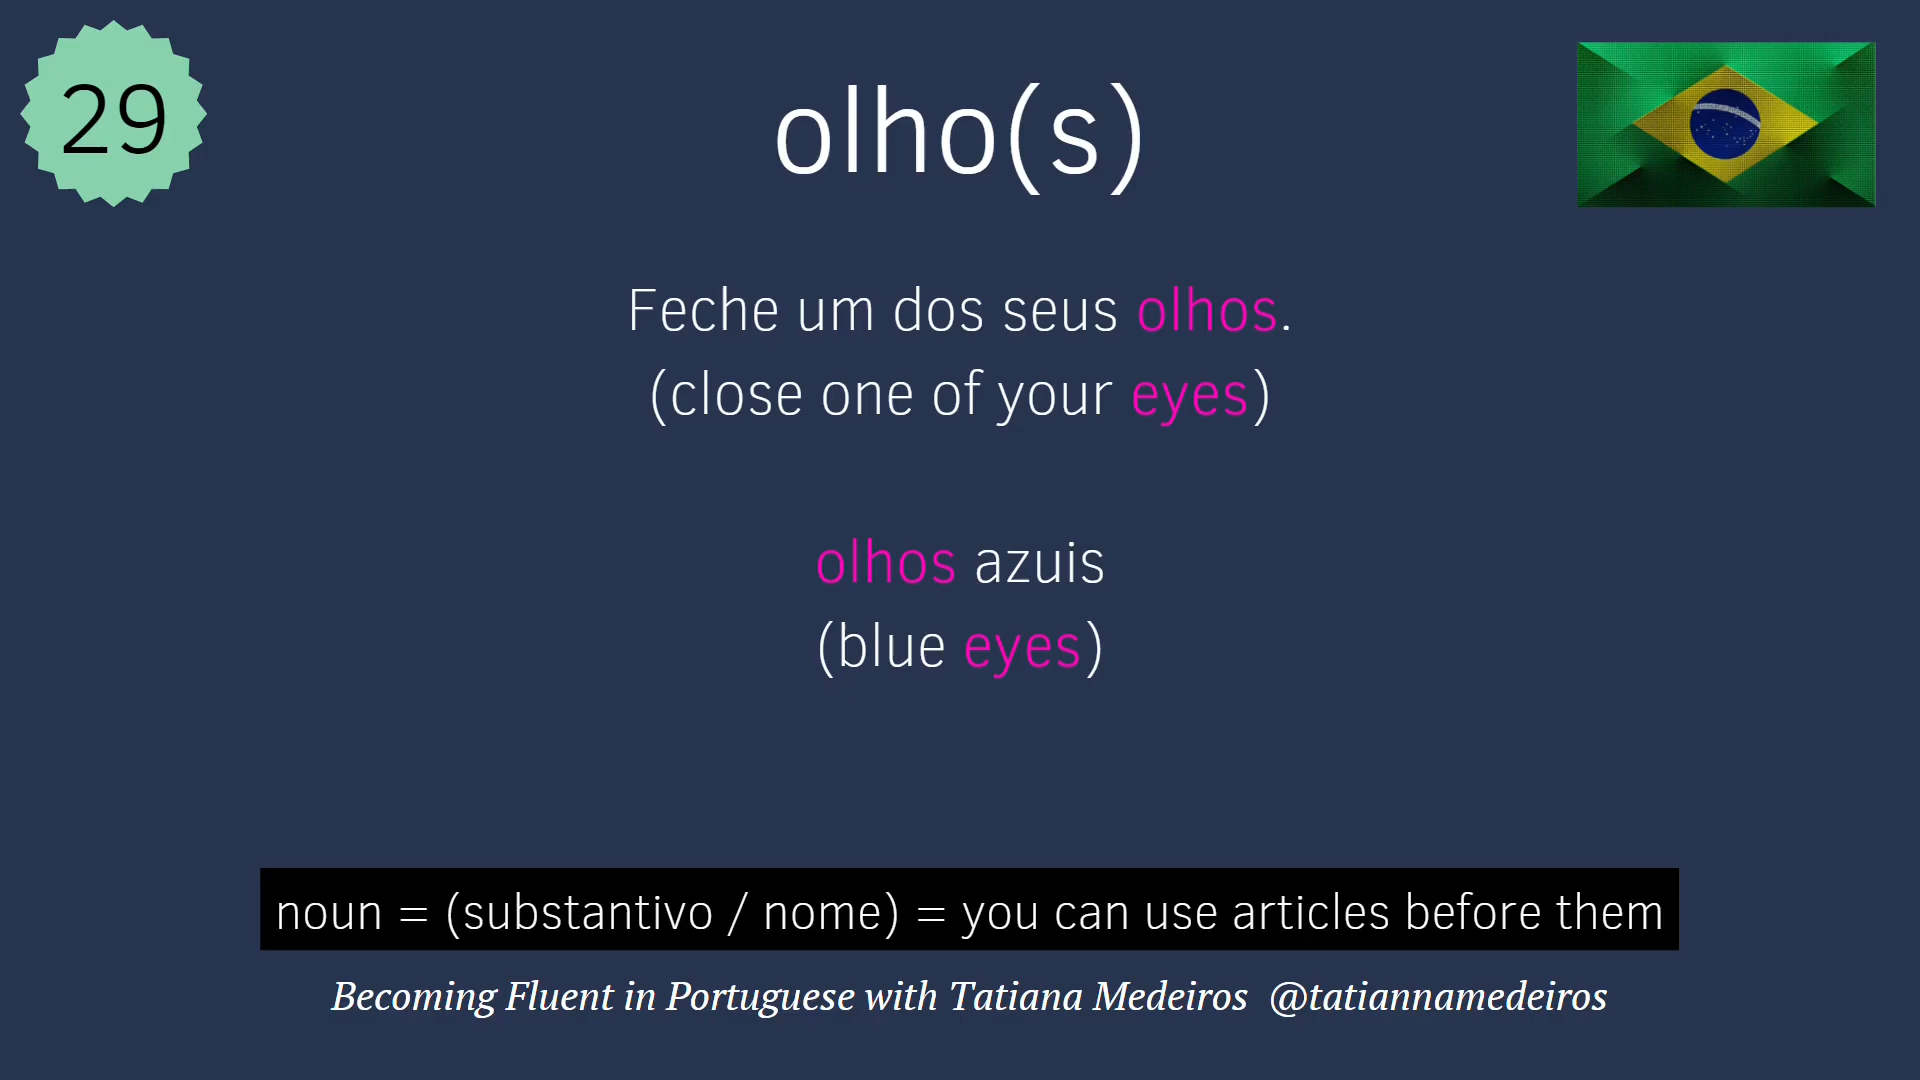 29
olho(s)
Feche um dos seus olhos.
(close one of your eyes)
olhos azuis
(blue eyes)
noun = (substantivo / nome) = you can use articles before them
Becoming Fluent in Portuguese with Tatiana Medeiros @tatiannamedeiros